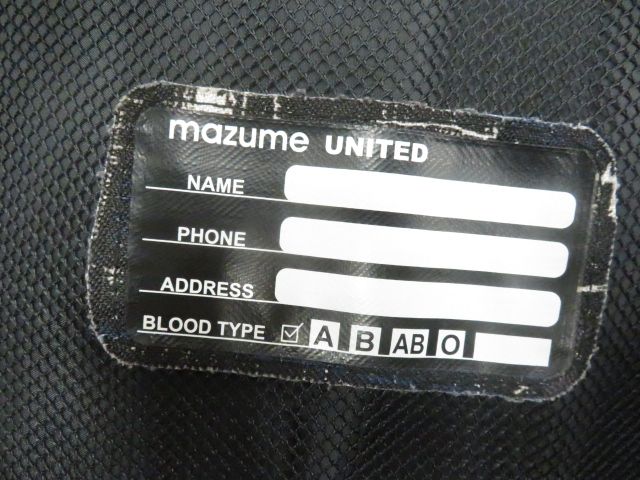 mazume UNITED
NAME
PHONE
ADDRESS
BLOOD TYPE ☑ A B AB O